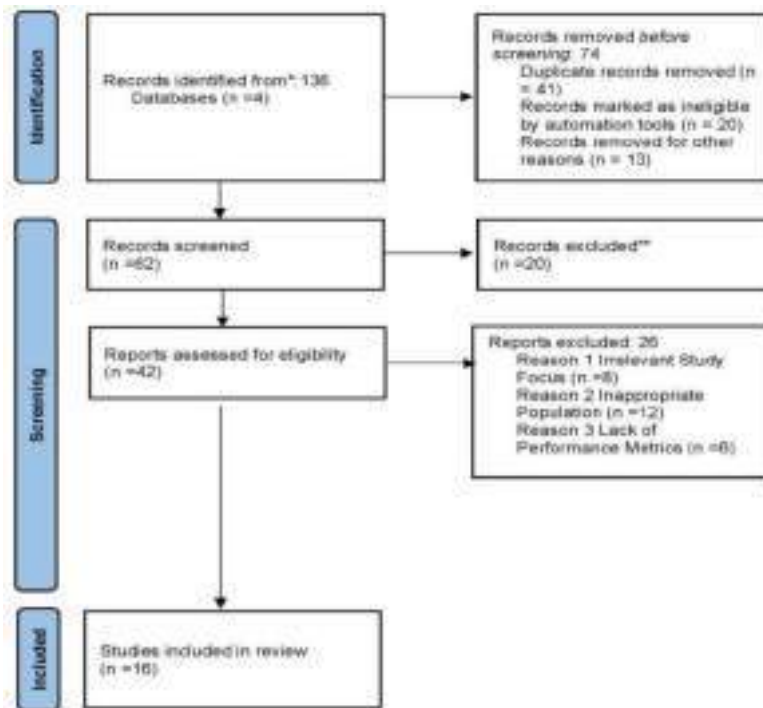 Identification
Records identified from*: 136
Databases (n =4)
Records removed before
screening: 74
Duplicate records removed (n
= 41)
Records marked as ineligible
by automation tools (n = 20)
Records removed for other
reasons (n = 13)
Screening
Records screened
(n =62)
Records excluded**
(n =20)
Reports assessed for eligibility
(n =42)
Reports excluded: 26
Reason 1 Irrelevant Study
Focus (n =8)
Reason 2 Inappropriate
Population (n =12)
Reason 3 Lack of
Performance Metrics (n =6)
Included
Studies included in review
(n =16)